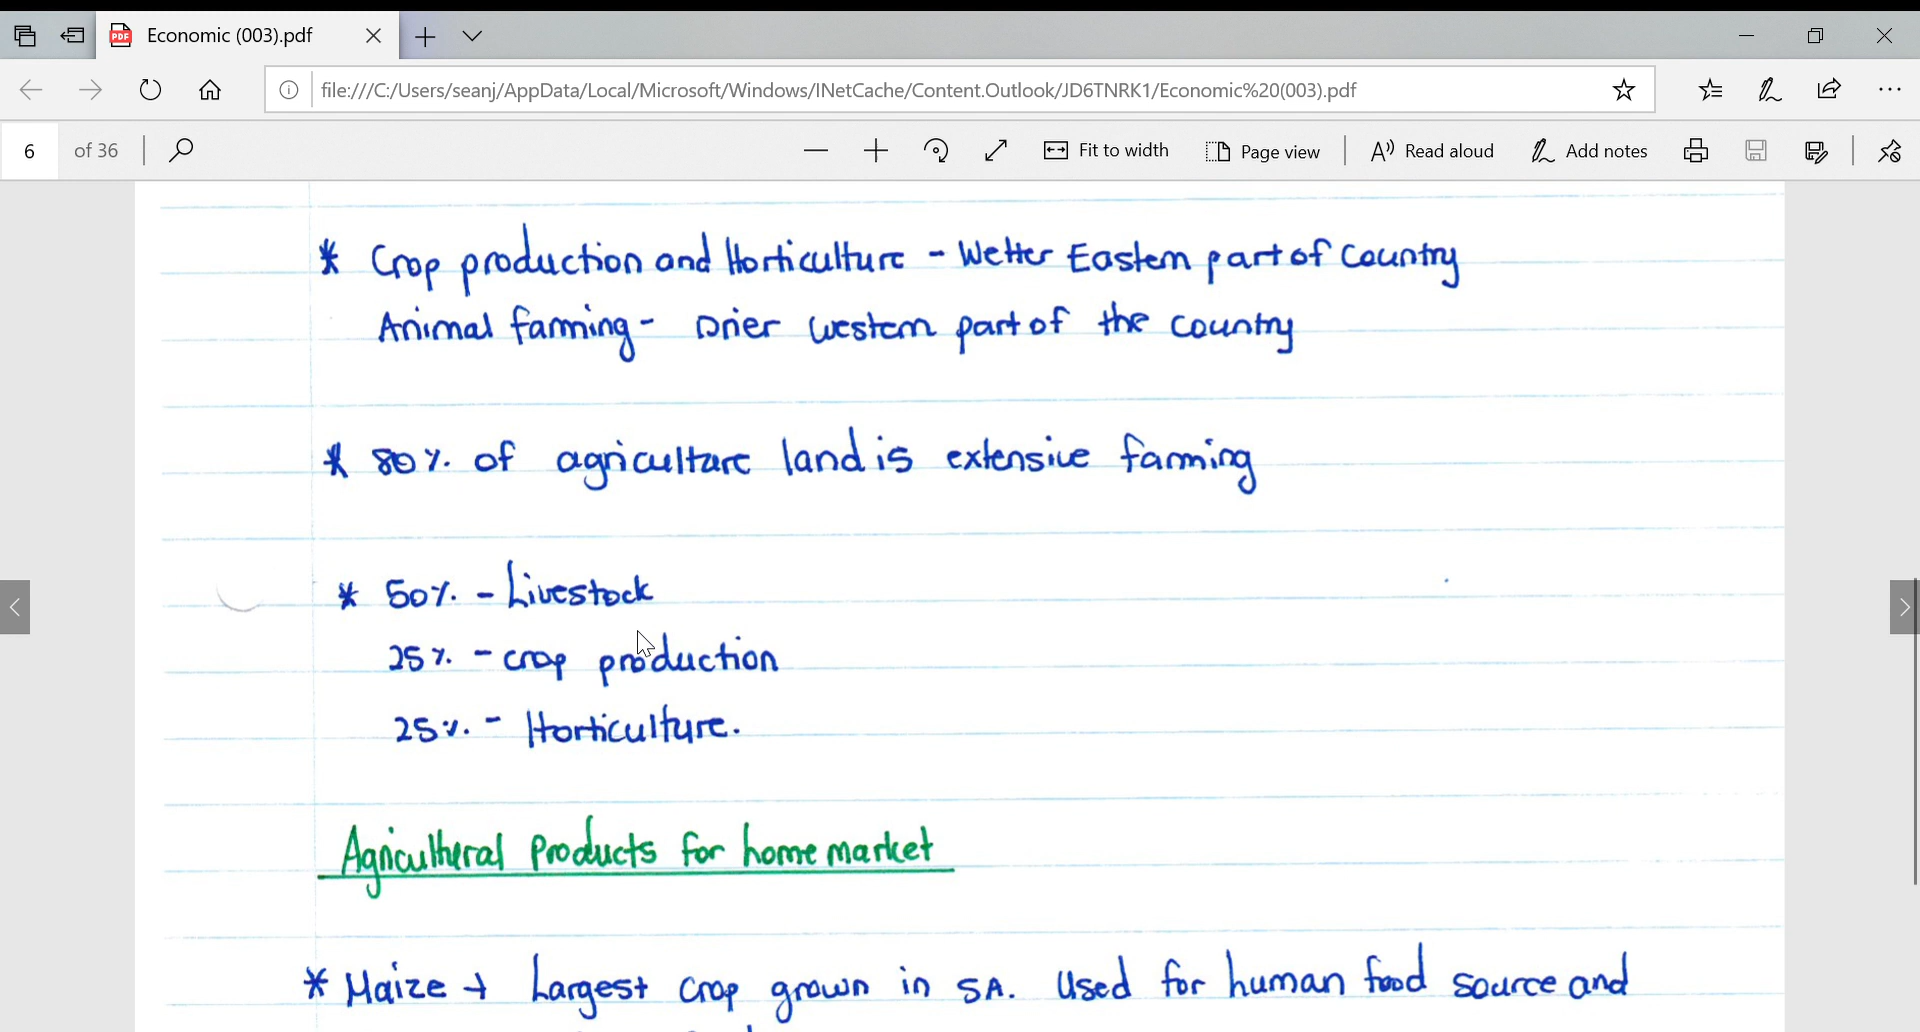 Economic (003).pdf
file:///C:/Users/seanj/AppData/Local/Microsoft/Windows/INetCache/Content.Outlook/JD6TNRK1/Economic%20(003).pdf
6 of 36 Fit to width Page view Read aloud Add notes
* Crop production and Horticulture - Wetter Eastern part of country
Animal farming - Drier western part of the country
* 80% of agriculture land is extensive farming
* 50% - Livestock
25% - crop production
25% - Horticulture.
Agricultural Products for home market
* Maize → Largest crop grown in SA. Used for human food source and